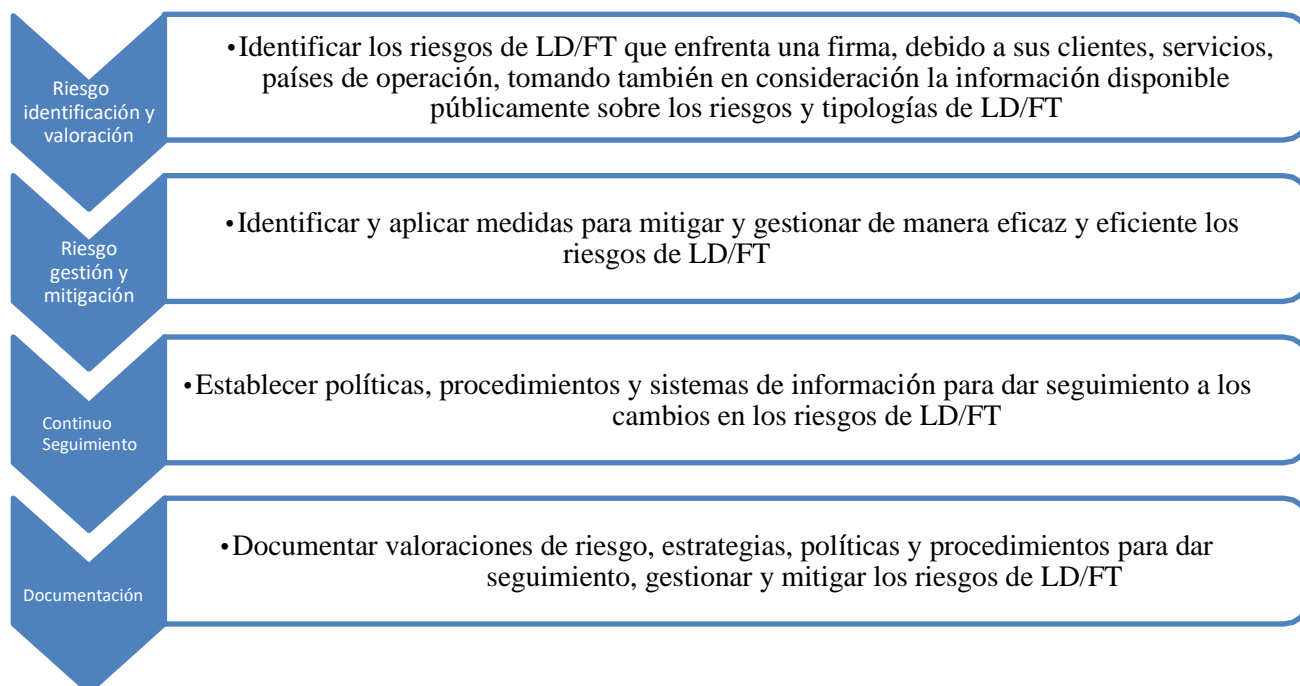 Riesgo
identificación y
valoración
•Identificar los riesgos de LD/FT que enfrenta una firma, debido a sus clientes, servicios,
países de operación, tomando también en consideración la información disponible
públicamente sobre los riesgos y tipologías de LD/FT
Riesgo
gestión y
mitigación
•Identificar y aplicar medidas para mitigar y gestionar de manera eficaz y eficiente los
riesgos de LD/FT
Continuo
Seguimiento
•Establecer políticas, procedimientos y sistemas de información para dar seguimiento a los
cambios en los riesgos de LD/FT
Documentación
•Documentar valoraciones de riesgo, estrategias, políticas y procedimientos para dar
seguimiento, gestionar y mitigar los riesgos de LD/FT